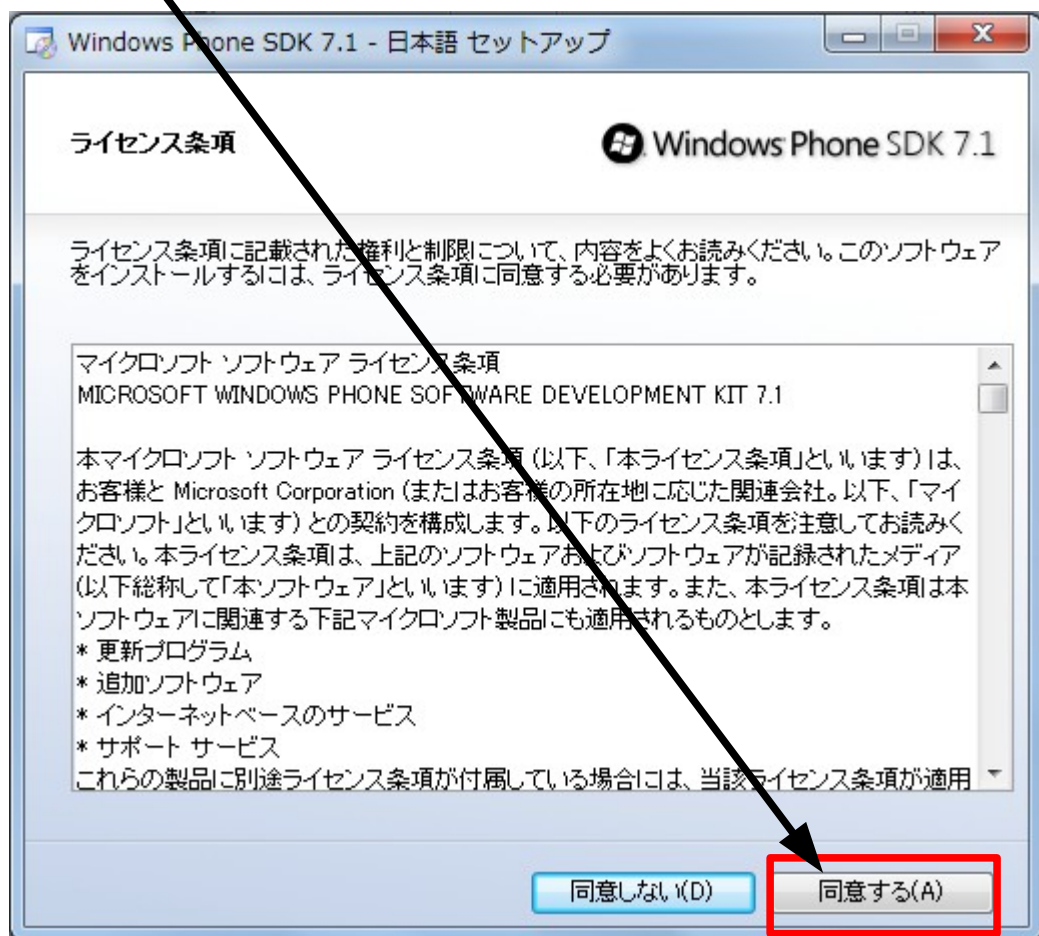 Windows Phone SDK 7.1 - 日本語 セットアップ
ライセンス条項
Windows Phone SDK 7.1
ライセンス条項に記載された権利と制限について、内容をよくお読みください。このソフトウェア
をインストールするには、ライセンス条項に同意する必要があります。
マイクロソフト ソフトウェア ライセンス条項
MICROSOFT WINDOWS PHONE SOFTWARE DEVELOPMENT KIT 7.1
本マイクロソフト ソフトウェア ライセンス条項 (以下、「本ライセンス条項」といいます) は、
お客様と Microsoft Corporation (またはお客様の所在地に応じた関連会社。以下、「マイ
クロソフト」といいます) との契約を構成します。以下のライセンス条項を注意してお読みく
ださい。本ライセンス条項は、上記のソフトウェアおよびソフトウェアが記録されたメディア
(以下総称して「本ソフトウェア」といいます) に適用されます。また、本ライセンス条項は本
ソフトウェアに関連する下記マイクロソフト製品にも適用されるものとします。
* 更新プログラム
* 追加ソフトウェア
* インターネットベースのサービス
* サポート サービス
これらの製品に別途ライセンス条項が付属している場合には、当該ライセンス条項が適用
同意しない(D)
同意する(A)